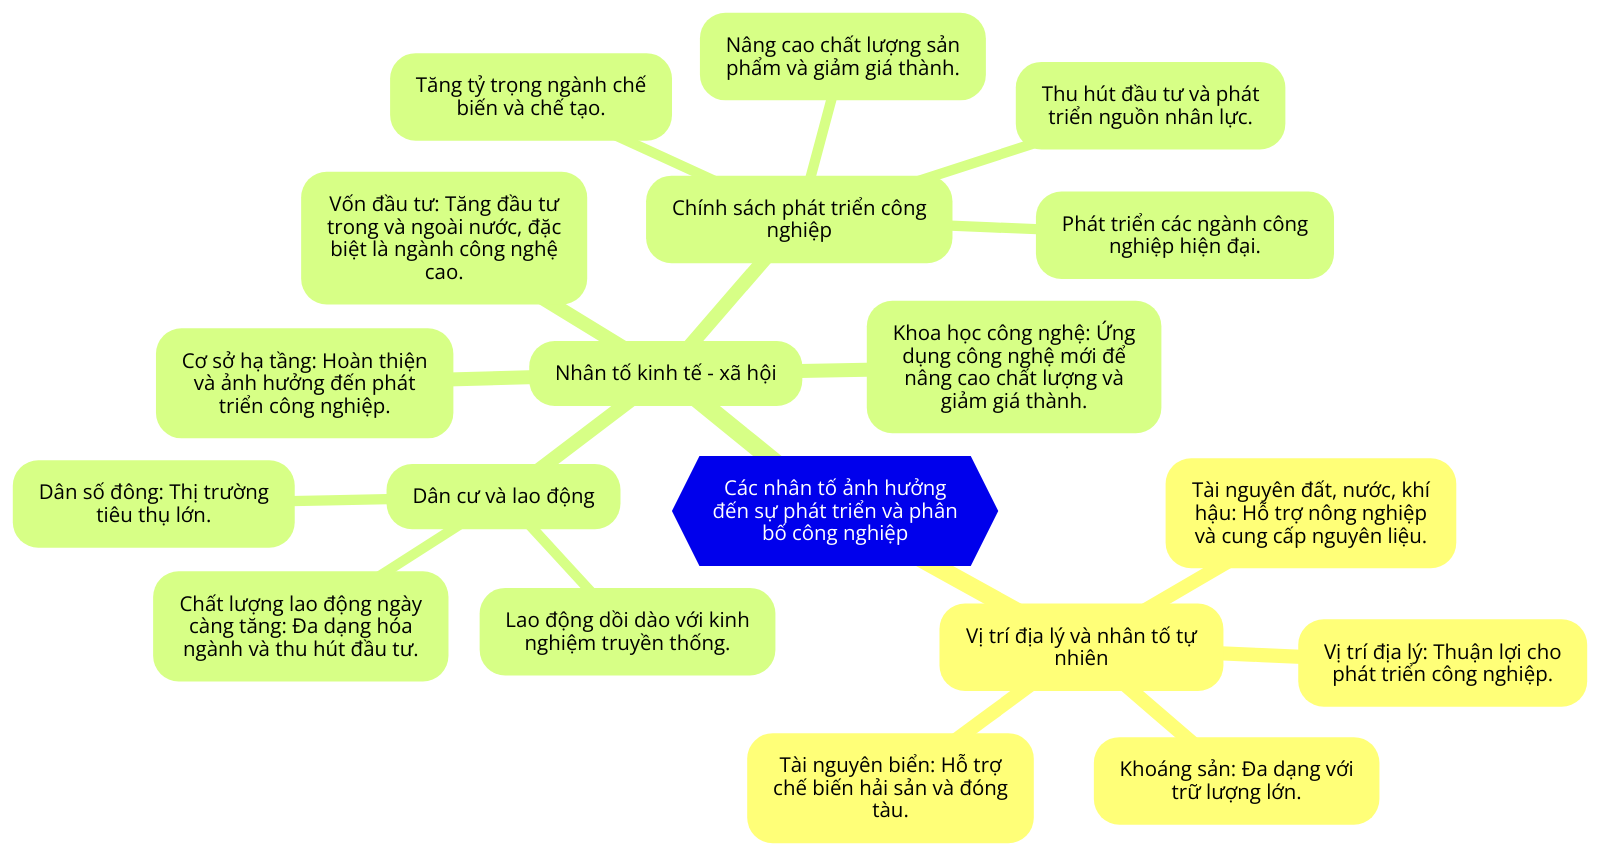 Nâng cao chất lượng sản
phẩm và giảm giá thành.
Tăng tỷ trọng ngành chế
biến và chế tạo.
Thu hút đầu tư và phát
triển nguồn nhân lực.
Chính sách phát triển công
nghiệp
Phát triển các ngành công
nghiệp hiện đại.
Vốn đầu tư: Tăng đầu tư
trong và ngoài nước, đặc
biệt là ngành công nghệ
cao.
Cơ sở hạ tầng: Hoàn thiện
và ảnh hưởng đến phát
triển công nghiệp.
Nhân tố kinh tế - xã hội
Khoa học công nghệ: Ứng
dụng công nghệ mới để
nâng cao chất lượng và
giảm giá thành.
Dân số đông: Thị trường
tiêu thụ lớn.
Dân cư và lao động
Chất lượng lao động ngày
càng tăng: Đa dạng hóa
ngành và thu hút đầu tư.
Lao động dồi dào với kinh
nghiệm truyền thống.
Các nhân tố ảnh hưởng
đến sự phát triển và phân
bố công nghiệp
Tài nguyên đất, nước, khí
hậu: Hỗ trợ nông nghiệp
và cung cấp nguyên liệu.
Vị trí địa lý và nhân tố tự
nhiên
Vị trí địa lý: Thuận lợi cho
phát triển công nghiệp.
Tài nguyên biển: Hỗ trợ
chế biến hải sản và đóng
tàu.
Khoáng sản: Đa dạng với
trữ lượng lớn.